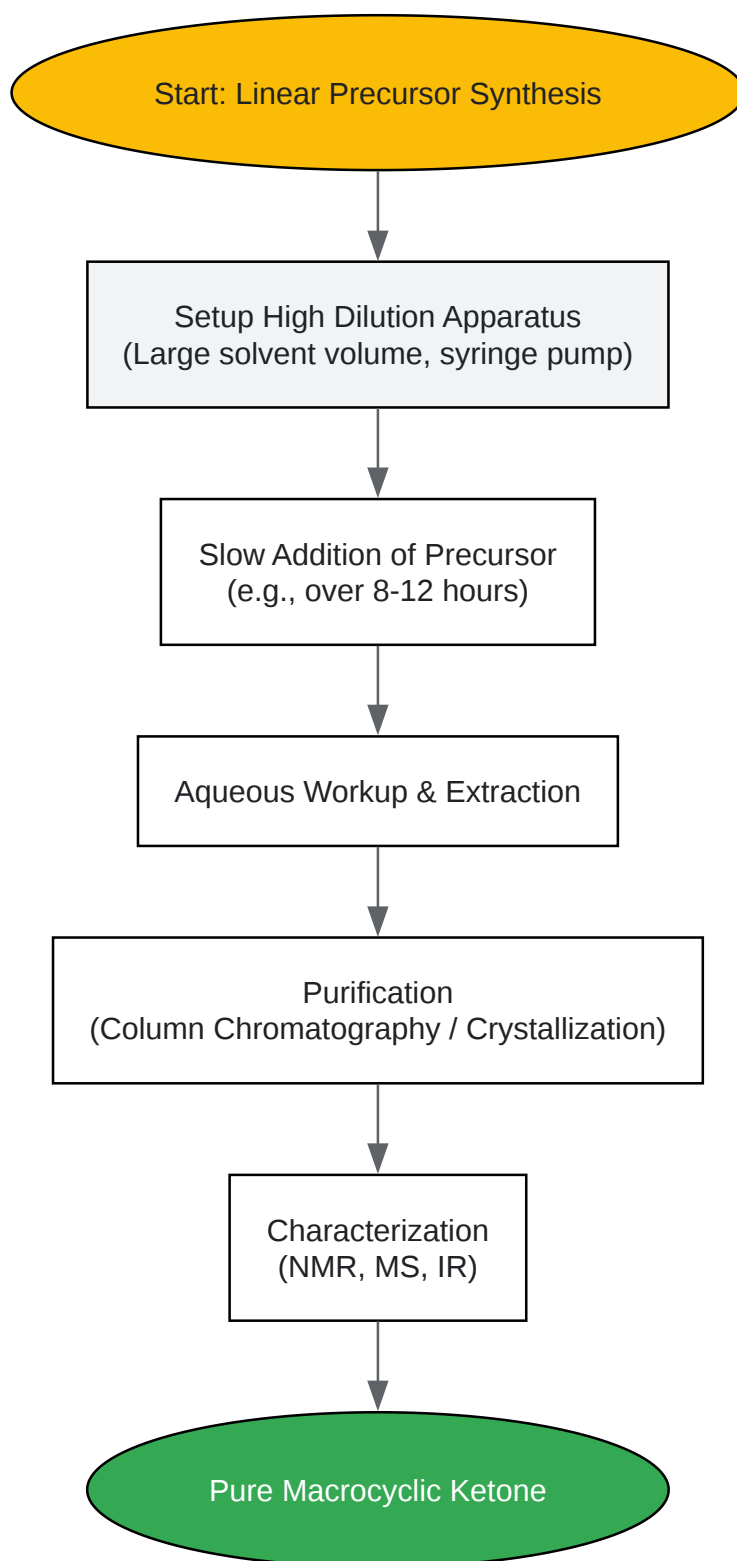 Start: Linear Precursor Synthesis
Setup High Dilution Apparatus
(Large solvent volume, syringe pump)
Slow Addition of Precursor
(e.g., over 8-12 hours)
Aqueous Workup & Extraction
Purification
(Column Chromatography / Crystallization)
Characterization
(NMR, MS, IR)
Pure Macrocyclic Ketone